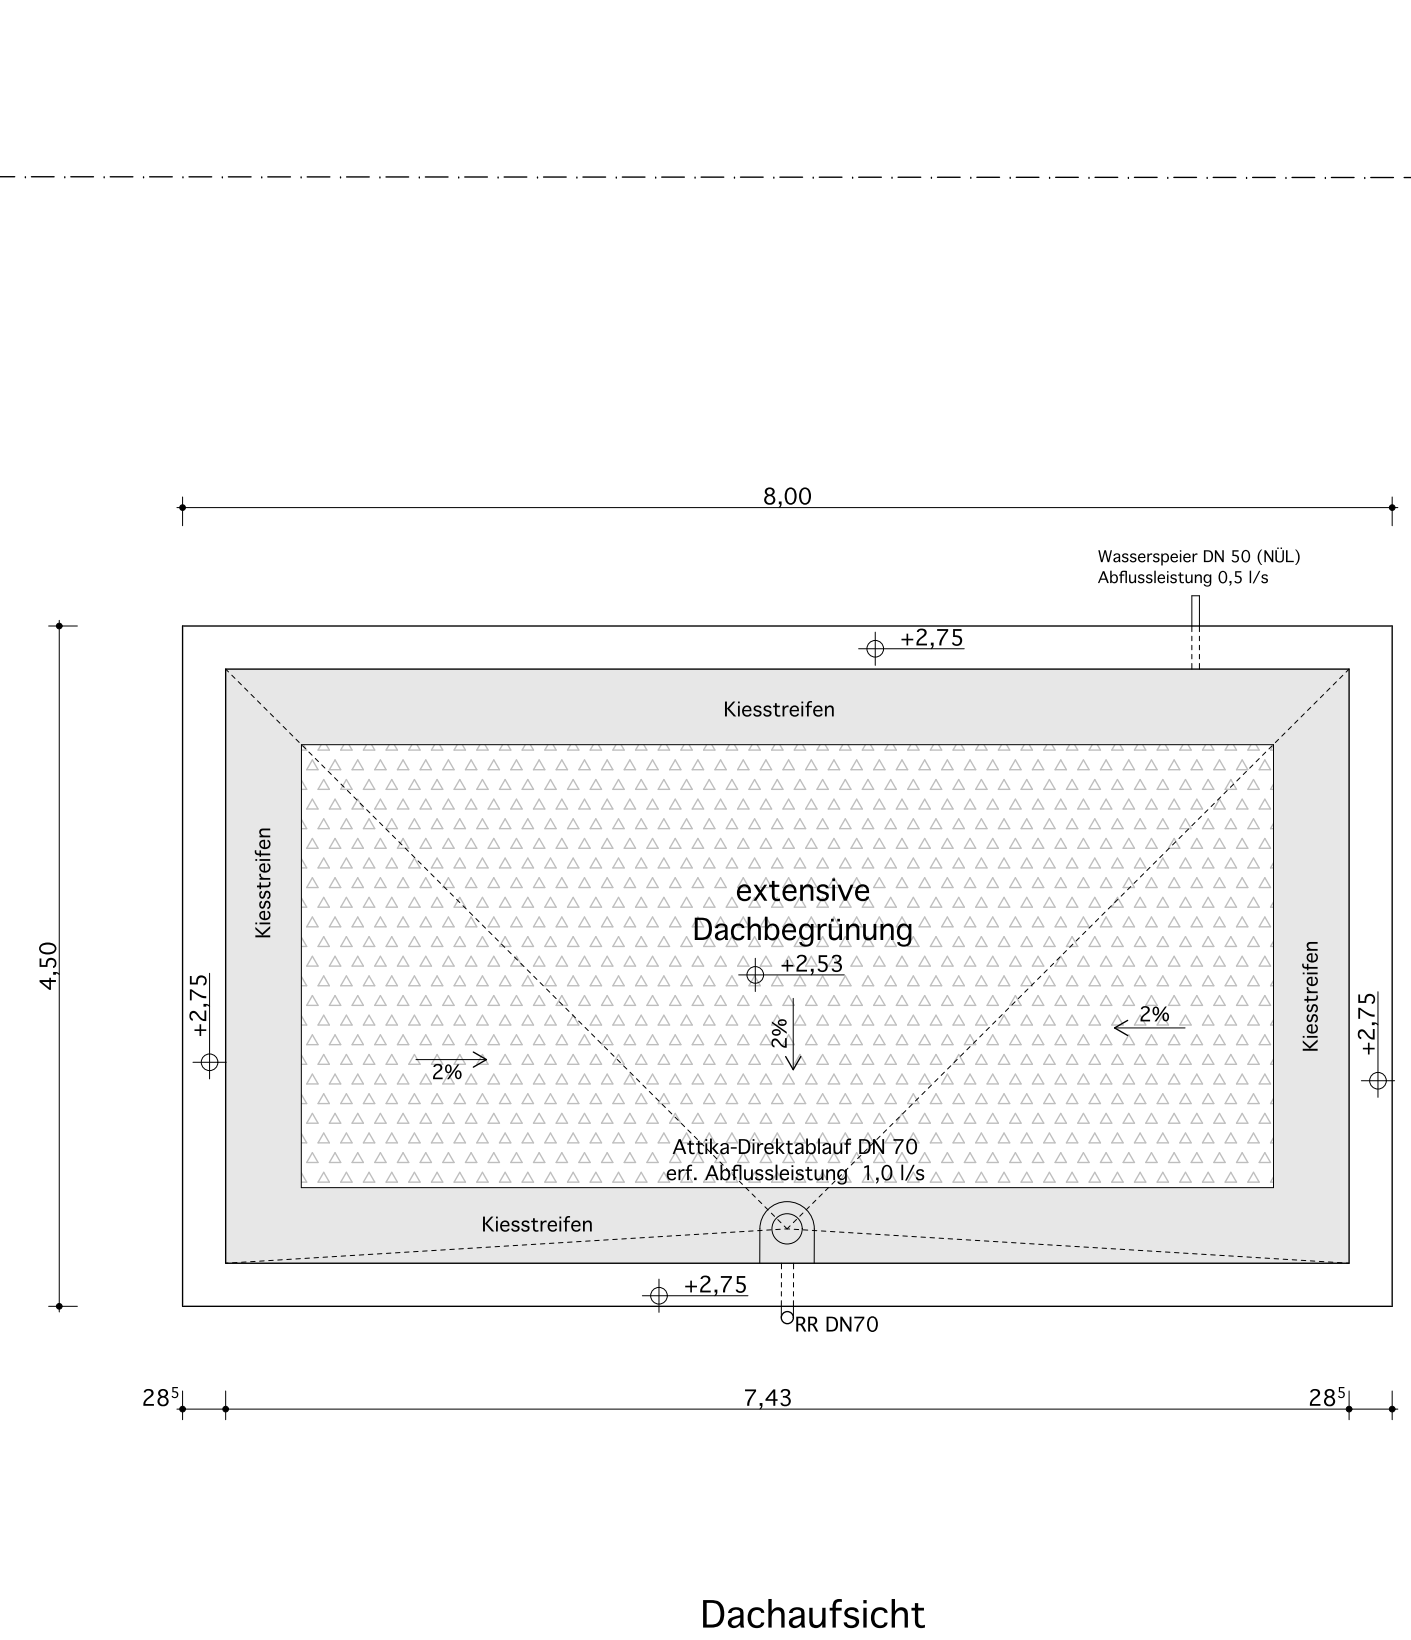 8,00
Wasserspeier DN 50 (NÜL)
Abflussleistung 0,5 l/s
+2,75
Kiesstreifen
Kiesstreifen
extensive
Dachbegrünung
+2,53
4,50
+2,75
2%
2%
2%
Kiesstreifen
+2,75
Attika-Direktablauf DN 70
erf. Abflussleistung 1,0 l/s
Kiesstreifen
+2,75
RR DN70
28⁵
7,43
28⁵
Dachaufsicht